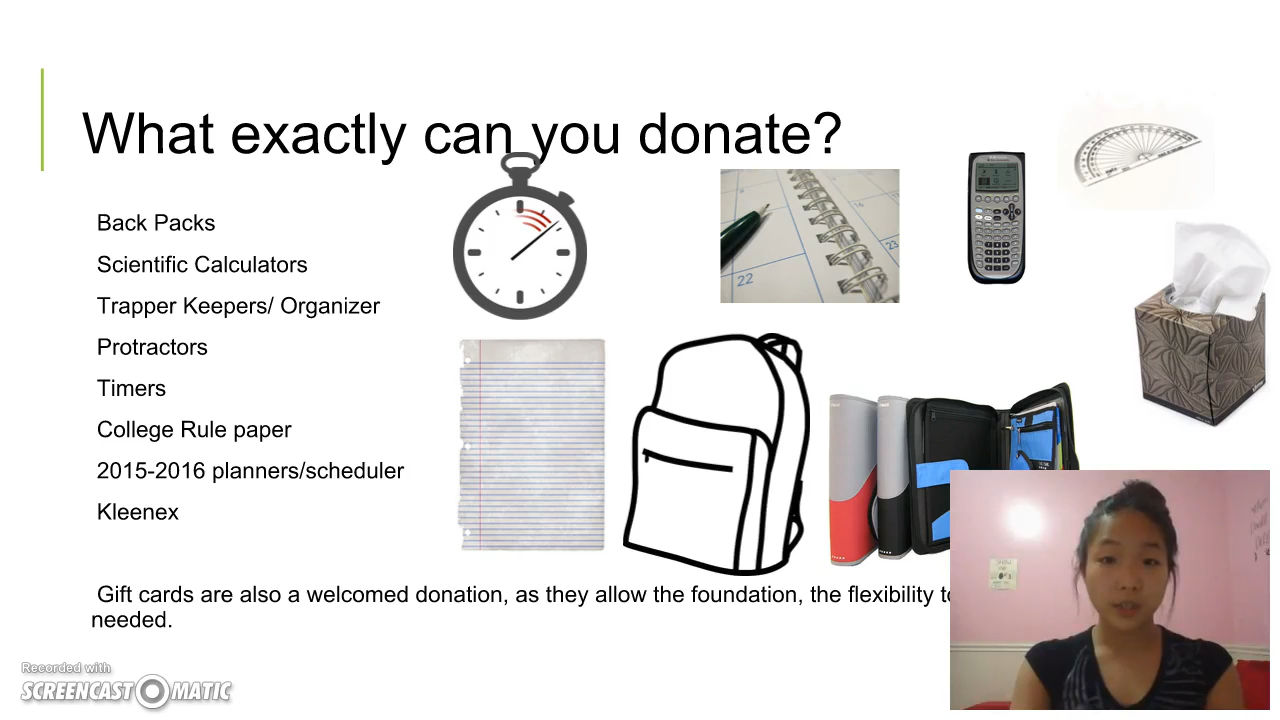 What exactly can you donate?
Back Packs
Scientific Calculators
Trapper Keepers/ Organizer
Protractors
Timers
College Rule paper
2015-2016 planners/scheduler
Kleenex
Gift cards are also a welcomed donation, as they allow the foundation, the flexibility
needed.
22
23
Recorded with
SCREENCAST-O-MATIC